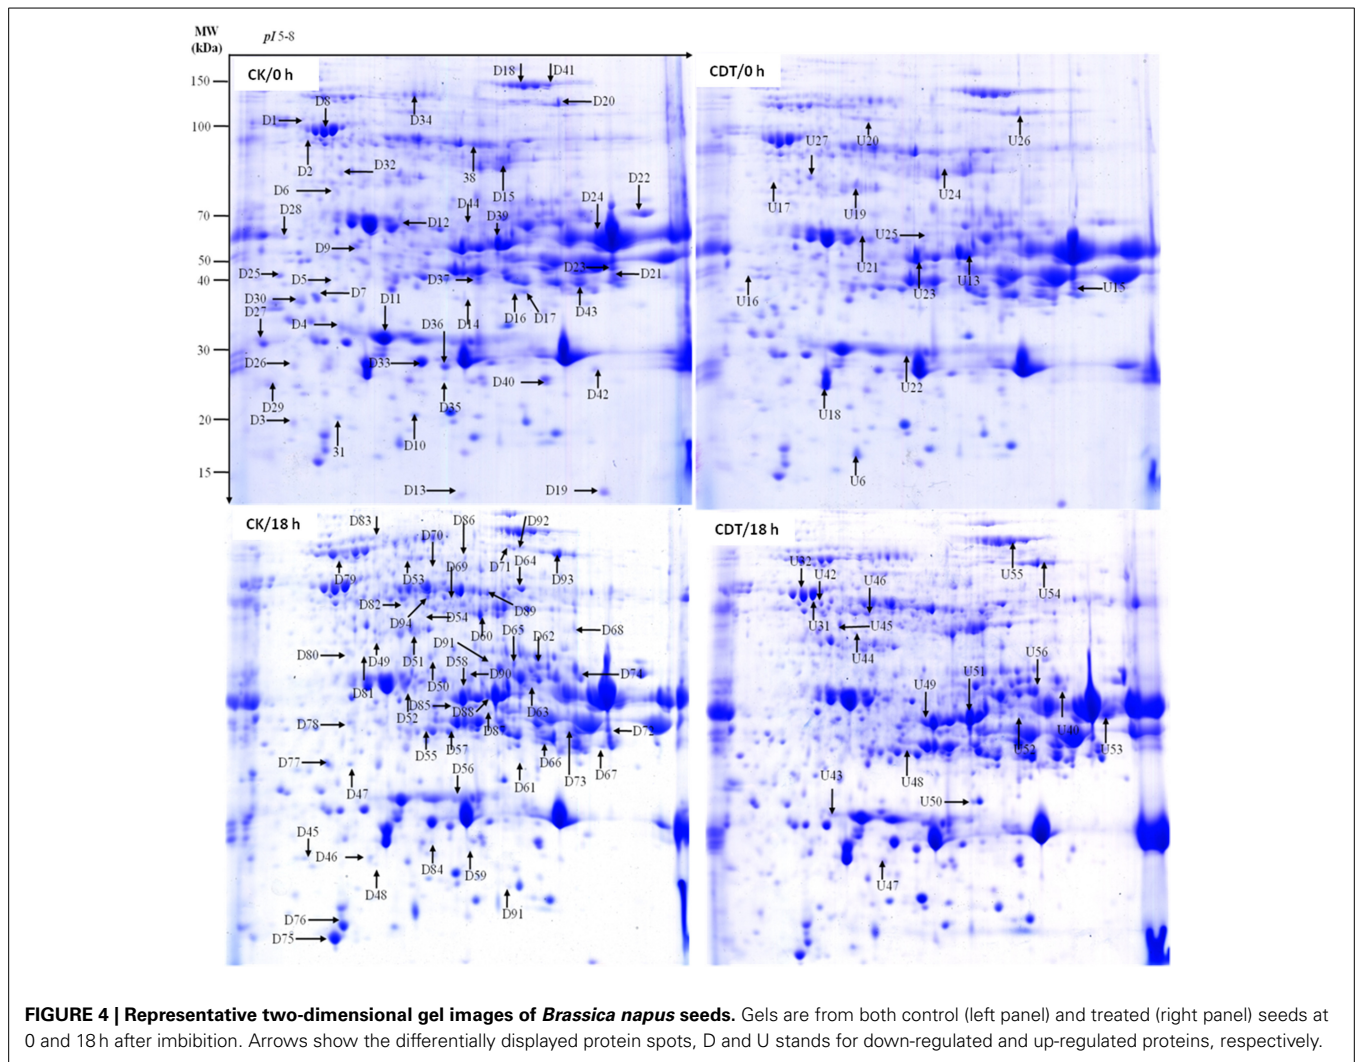 MW
(kDa)
pI 5-8
CK/0 h
CDT/0 h
150
100
70
50
40
30
20
15
D18 D41
D8
D20
D1
D34
D2
D32
38
D6
D15
D22
D28
D44
D24
D12
D39
D9
D25
D5
D37
D23
D21
D30
D7
D11
D27
D16
D17
D43
D4
D36
D14
D26
D33
D40
D42
D29
D35
D3
31
D10
D13
D19
U27
U20
U26
U17
U19
U24
U25
U21
U13
U16
U23
U15
U22
U18
U6
CK/18 h
CDT/18 h
D83
D86
D92
D70
D71
D64
D79
D53
D69
D93
D82
D94
D54
D89
D60
D65
D62
D68
D91
D80
D49
D51
D58
D90
D74
D81
D50
D52
D85
D88
D63
D78
D87
D72
D55
D57
D66
D77
D56
D61
D73
D67
D47
D45
D46
D84
D59
D48
D91
D76
D75
U32
U42
U46
U55
U54
U31
U45
U44
U56
U49
U51
U40
U52
U53
U43
U48
U50
U47
FIGURE 4 | Representative two-dimensional gel images of Brassica napus seeds. Gels are from both control (left panel) and treated (right panel) seeds at
0 and 18 h after imbibition. Arrows show the differentially displayed protein spots, D and U stands for down-regulated and up-regulated proteins, respectively.